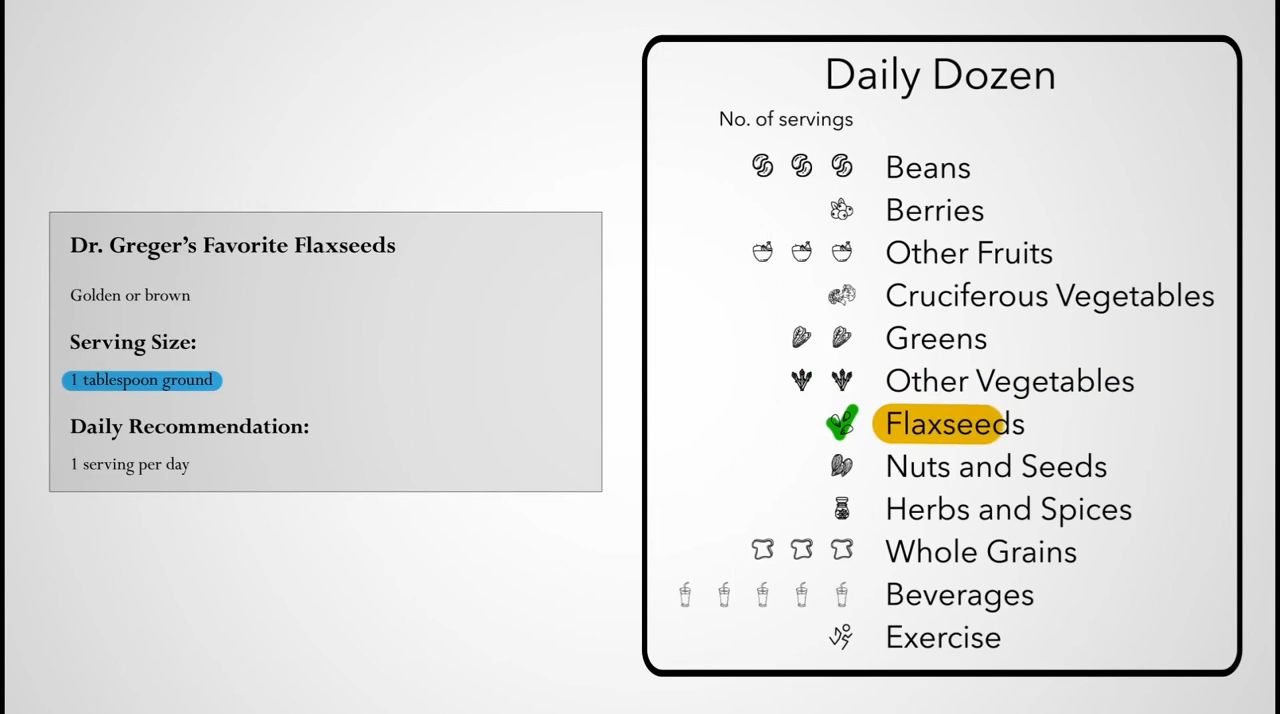 Dr. Greger’s Favorite Flaxseeds
Golden or brown
Serving Size:
1 tablespoon ground
Daily Recommendation:
1 serving per day
Daily Dozen
No. of servings
Beans
Berries
Other Fruits
Cruciferous Vegetables
Greens
Other Vegetables
Flaxseeds
Nuts and Seeds
Herbs and Spices
Whole Grains
Beverages
Exercise